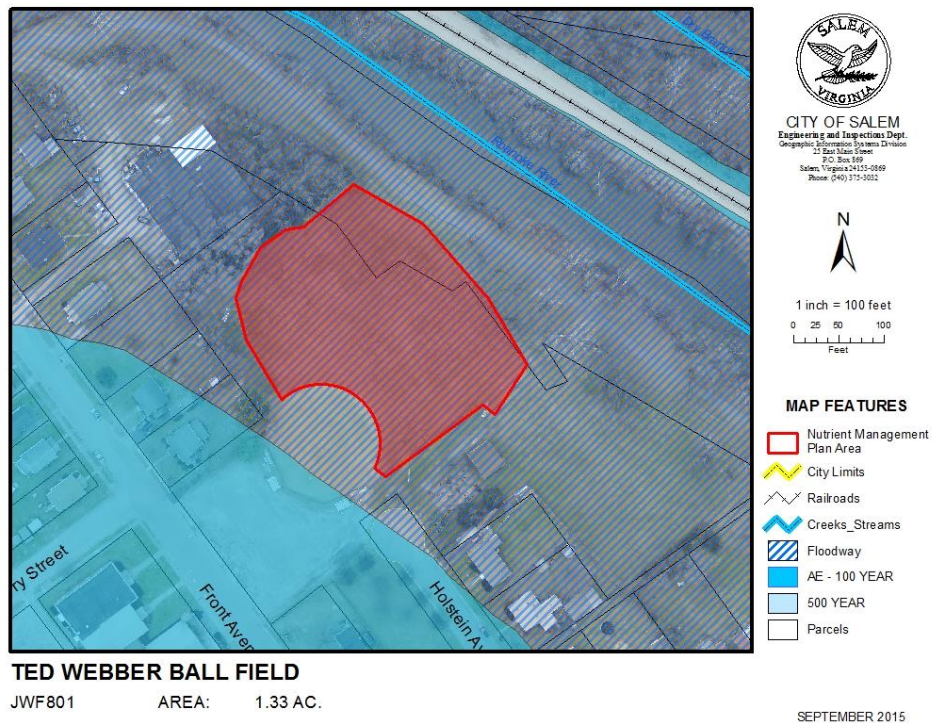 Roanoke River
ry Street
Front Aven
Holstein Av
SALEM
VIRGINIA
CITY OF SALEM
Engineering and Inspections Dept.
Geographic Information Systems Division
25 East Main Street
P.O. Box 869
Salem, Virginia 24153-0869
Phone: (540) 375-3032
N
1 inch = 100 feet
0 25 50 100
Feet
MAP FEATURES
Nutrient Management
Plan Area
City Limits
Railroads
Creeks_Streams
Floodway
AE - 100 YEAR
500 YEAR
Parcels
TED WEBBER BALL FIELD
JWF801 AREA: 1.33 AC.
SEPTEMBER 2015